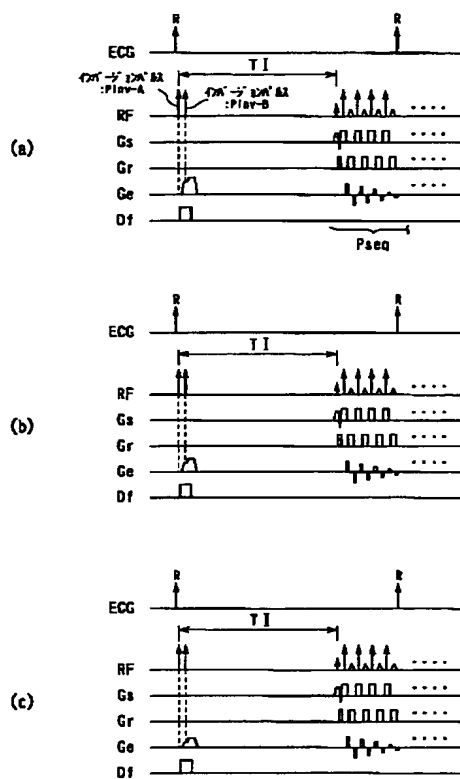 R R
ECG
TI
インバージョンパルス
:PInv-A
インバージョンパルス
:PInv-B
RF
(a)
Gs
Gr
Ge
Df
Pseq
R R
ECG
TI
RF
(b)
Gs
Gr
Ge
Df
R R
ECG
TI
RF
(c)
Gs
Gr
Ge
Df